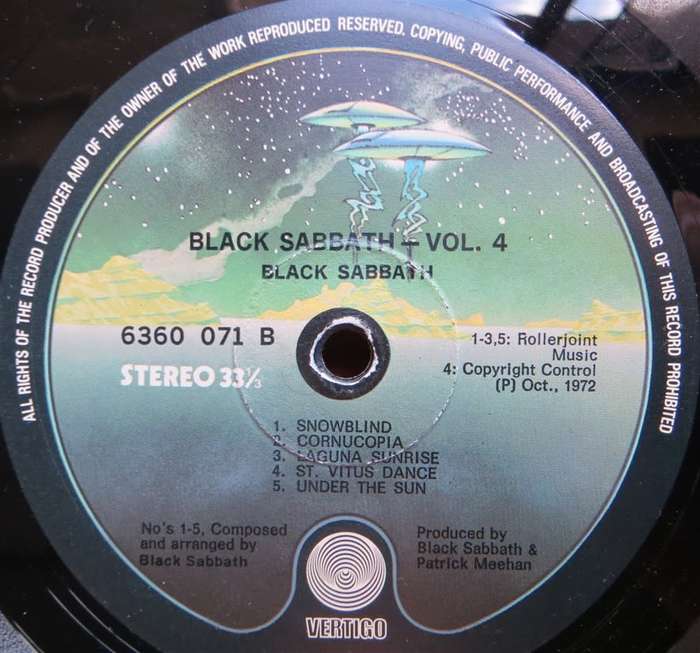 ALL RIGHTS OF THE RECORD PRODUCER AND OF THE OWNER OF THE WORK REPRODUCED RESERVED. COPYING, PUBLIC PERFORMANCE AND BROADCASTING OF THIS RECORD PROHIBITED
BLACK SABBATH – VOL. 4
BLACK SABBATH
6360 071 B
STEREO 33⅓
1-3,5: Rollerjoint
Music
4: Copyright Control
(P) Oct., 1972
1. SNOWBLIND
2. CORNUCOPIA
3. LAGUNA SUNRISE
4. ST. VITUS DANCE
5. UNDER THE SUN
No's 1-5, Composed
and arranged by
Black Sabbath
Produced by
Black Sabbath &
Patrick Meehan
VERTIGO